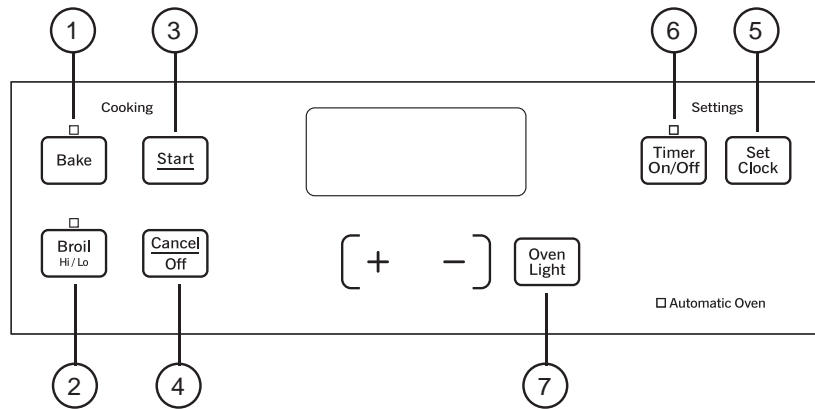 1
3
6
5
Cooking
Settings
Bake
Start
Timer
On/Off
Set
Clock
Broil
Hi / Lo
Cancel
Off
+ −
Oven
Light
Automatic Oven
2
4
7